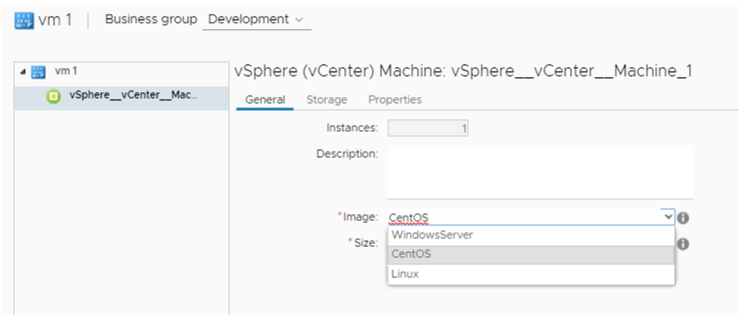 vm 1 Business group Development
vm 1
vSphere__vCenter__Mac...
vSphere (vCenter) Machine: vSphere__vCenter__Machine_1
General Storage Properties
Instances: 1
Description:
*Image: CentOS
*Size:
WindowsServer
CentOS
Linux